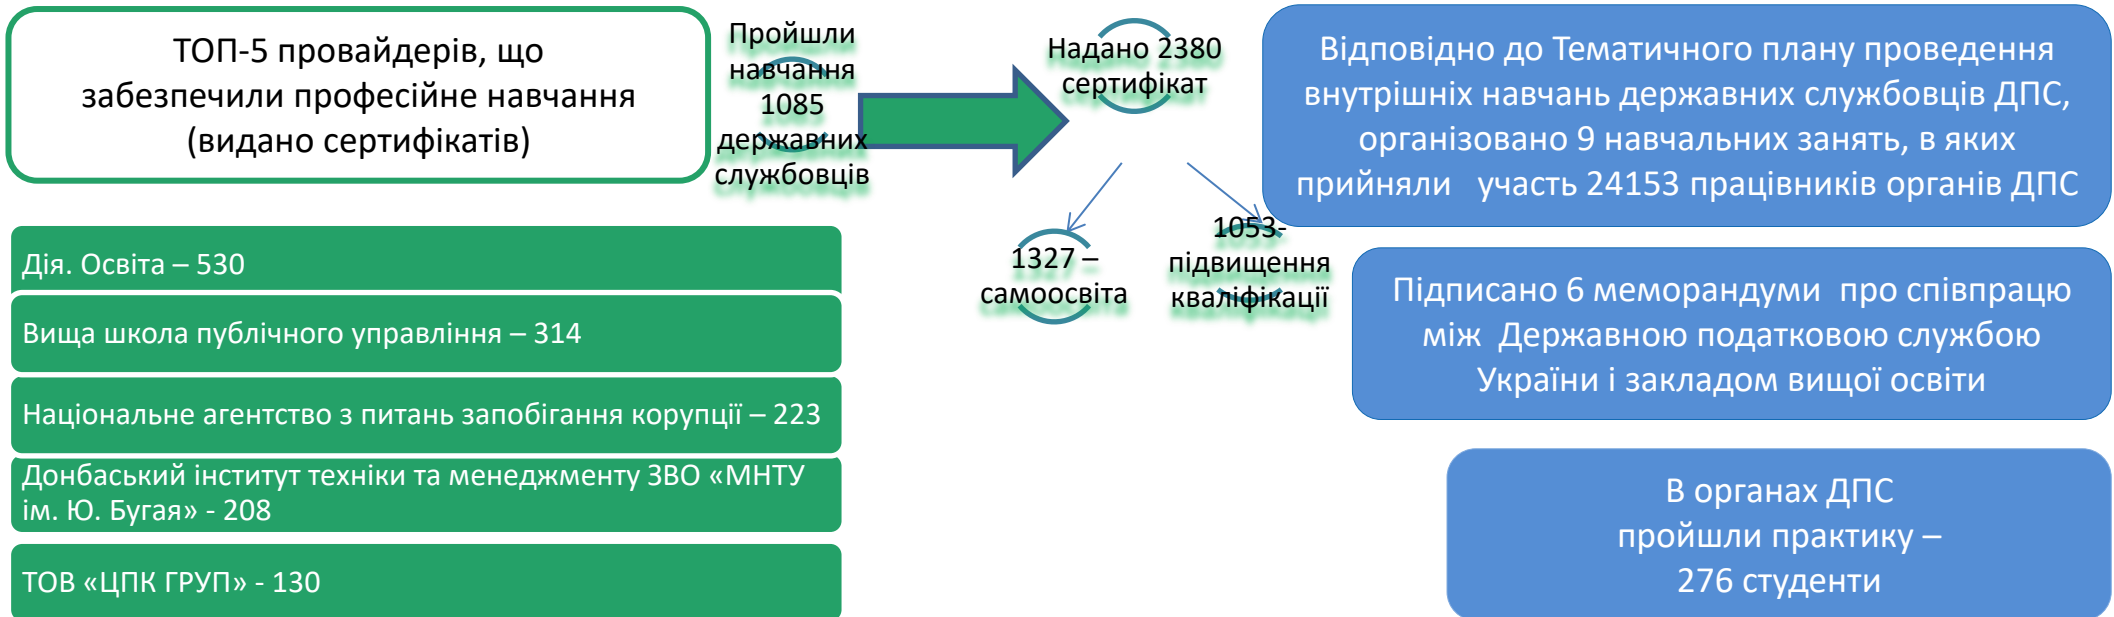 ТОП-5 провайдерів, що
забезпечили професійне навчання
(видано сертифікатів)
Пройшли
навчання
1085
державних
службовців
Надано 2380
сертифікат
1327 –
самоосвіта
1053-
підвищення
кваліфікації
Відповідно до Тематичного плану проведення
внутрішніх навчань державних службовців ДПС,
організовано 9 навчальних занять, в яких
прийняли участь 24153 працівників органів ДПС
Дія. Освіта – 530
Вища школа публічного управління – 314
Національне агентство з питань запобігання корупції – 223
Донбаський інститут техніки та менеджменту ЗВО «МНТУ
ім. Ю. Бугая» - 208
ТОВ «ЦПК ГРУП» - 130
Підписано 6 меморандуми про співпрацю
між Державною податковою службою
України і закладом вищої освіти
В органах ДПС
пройшли практику –
276 студенти